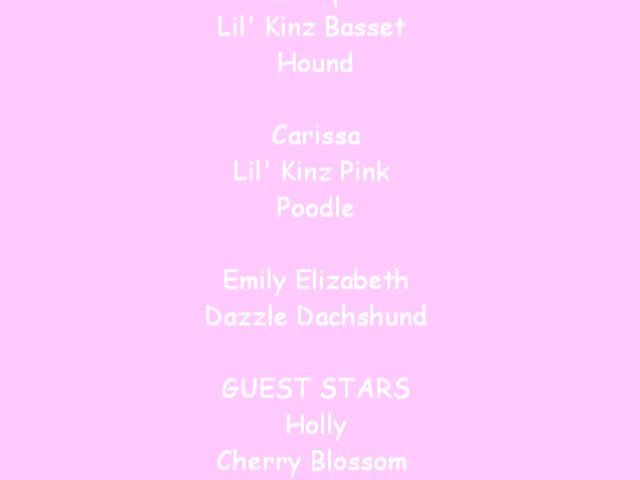 Lil' Kinz Basset
Hound
Carissa
Lil' Kinz Pink
Poodle
Emily Elizabeth
Dazzle Dachshund
GUEST STARS
Holly
Cherry Blossom